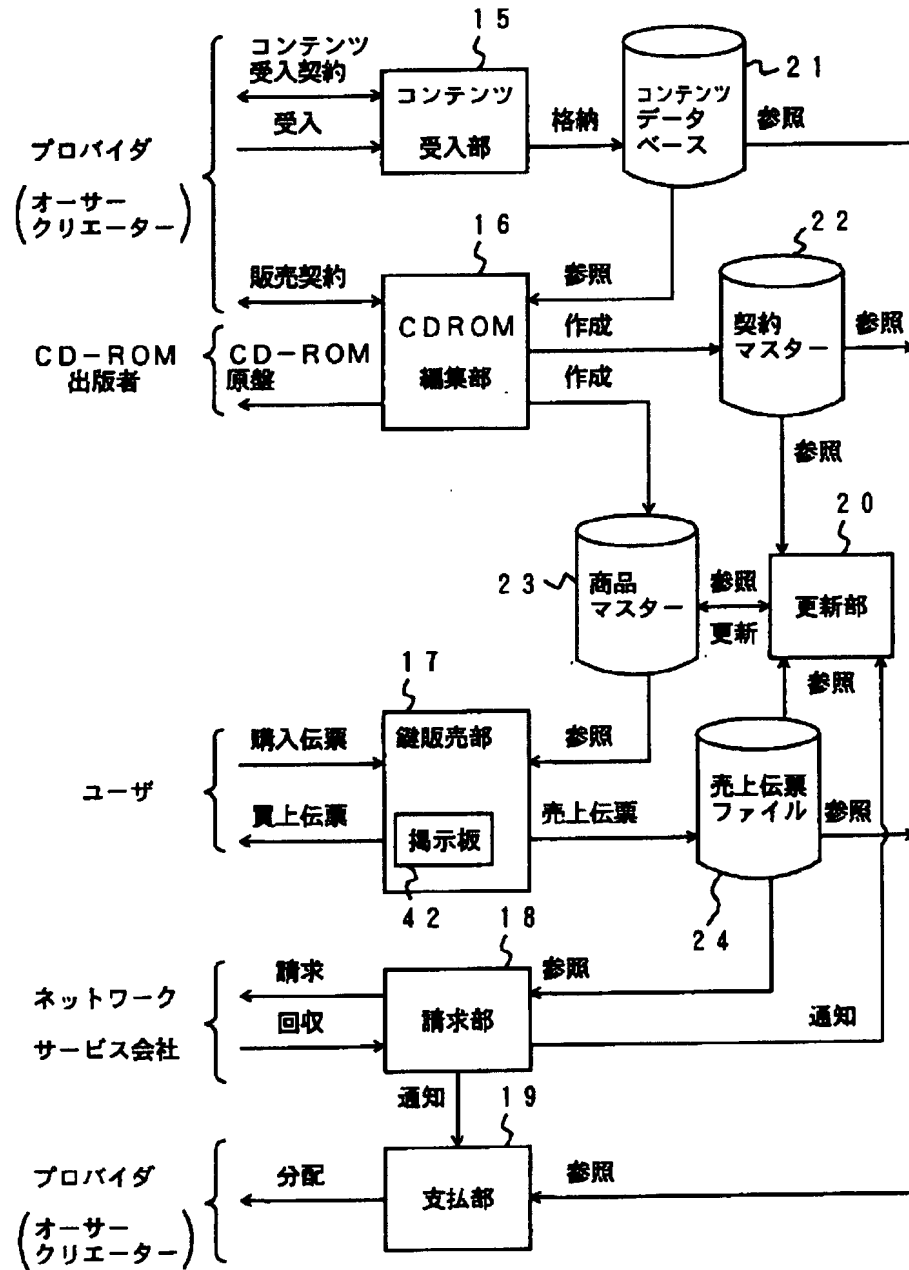 １５
コンテンツ
受入契約
受入
コンテンツ
受入部
格納
コンテンツ
データ
ベース
２１
参照
プロバイダ
(オーサー
クリエーター)
１６
２２
販売契約
CDROM
編集部
参照
作成
作成
契約
マスター
参照
CD-ROM
出版者
CD-ROM
原盤
参照
２０
２３
商品
マスター
参照
更新
更新部
１７
参照
ユーザ
購入伝票
買上伝票
鍵販売部
掲示板
４２
参照
売上伝票
売上伝票
ファイル
参照
２４
１８
ネットワーク
サービス会社
請求
回収
請求部
参照
通知
通知
１９
プロバイダ
(オーサー
クリエーター)
分配
支払部
参照